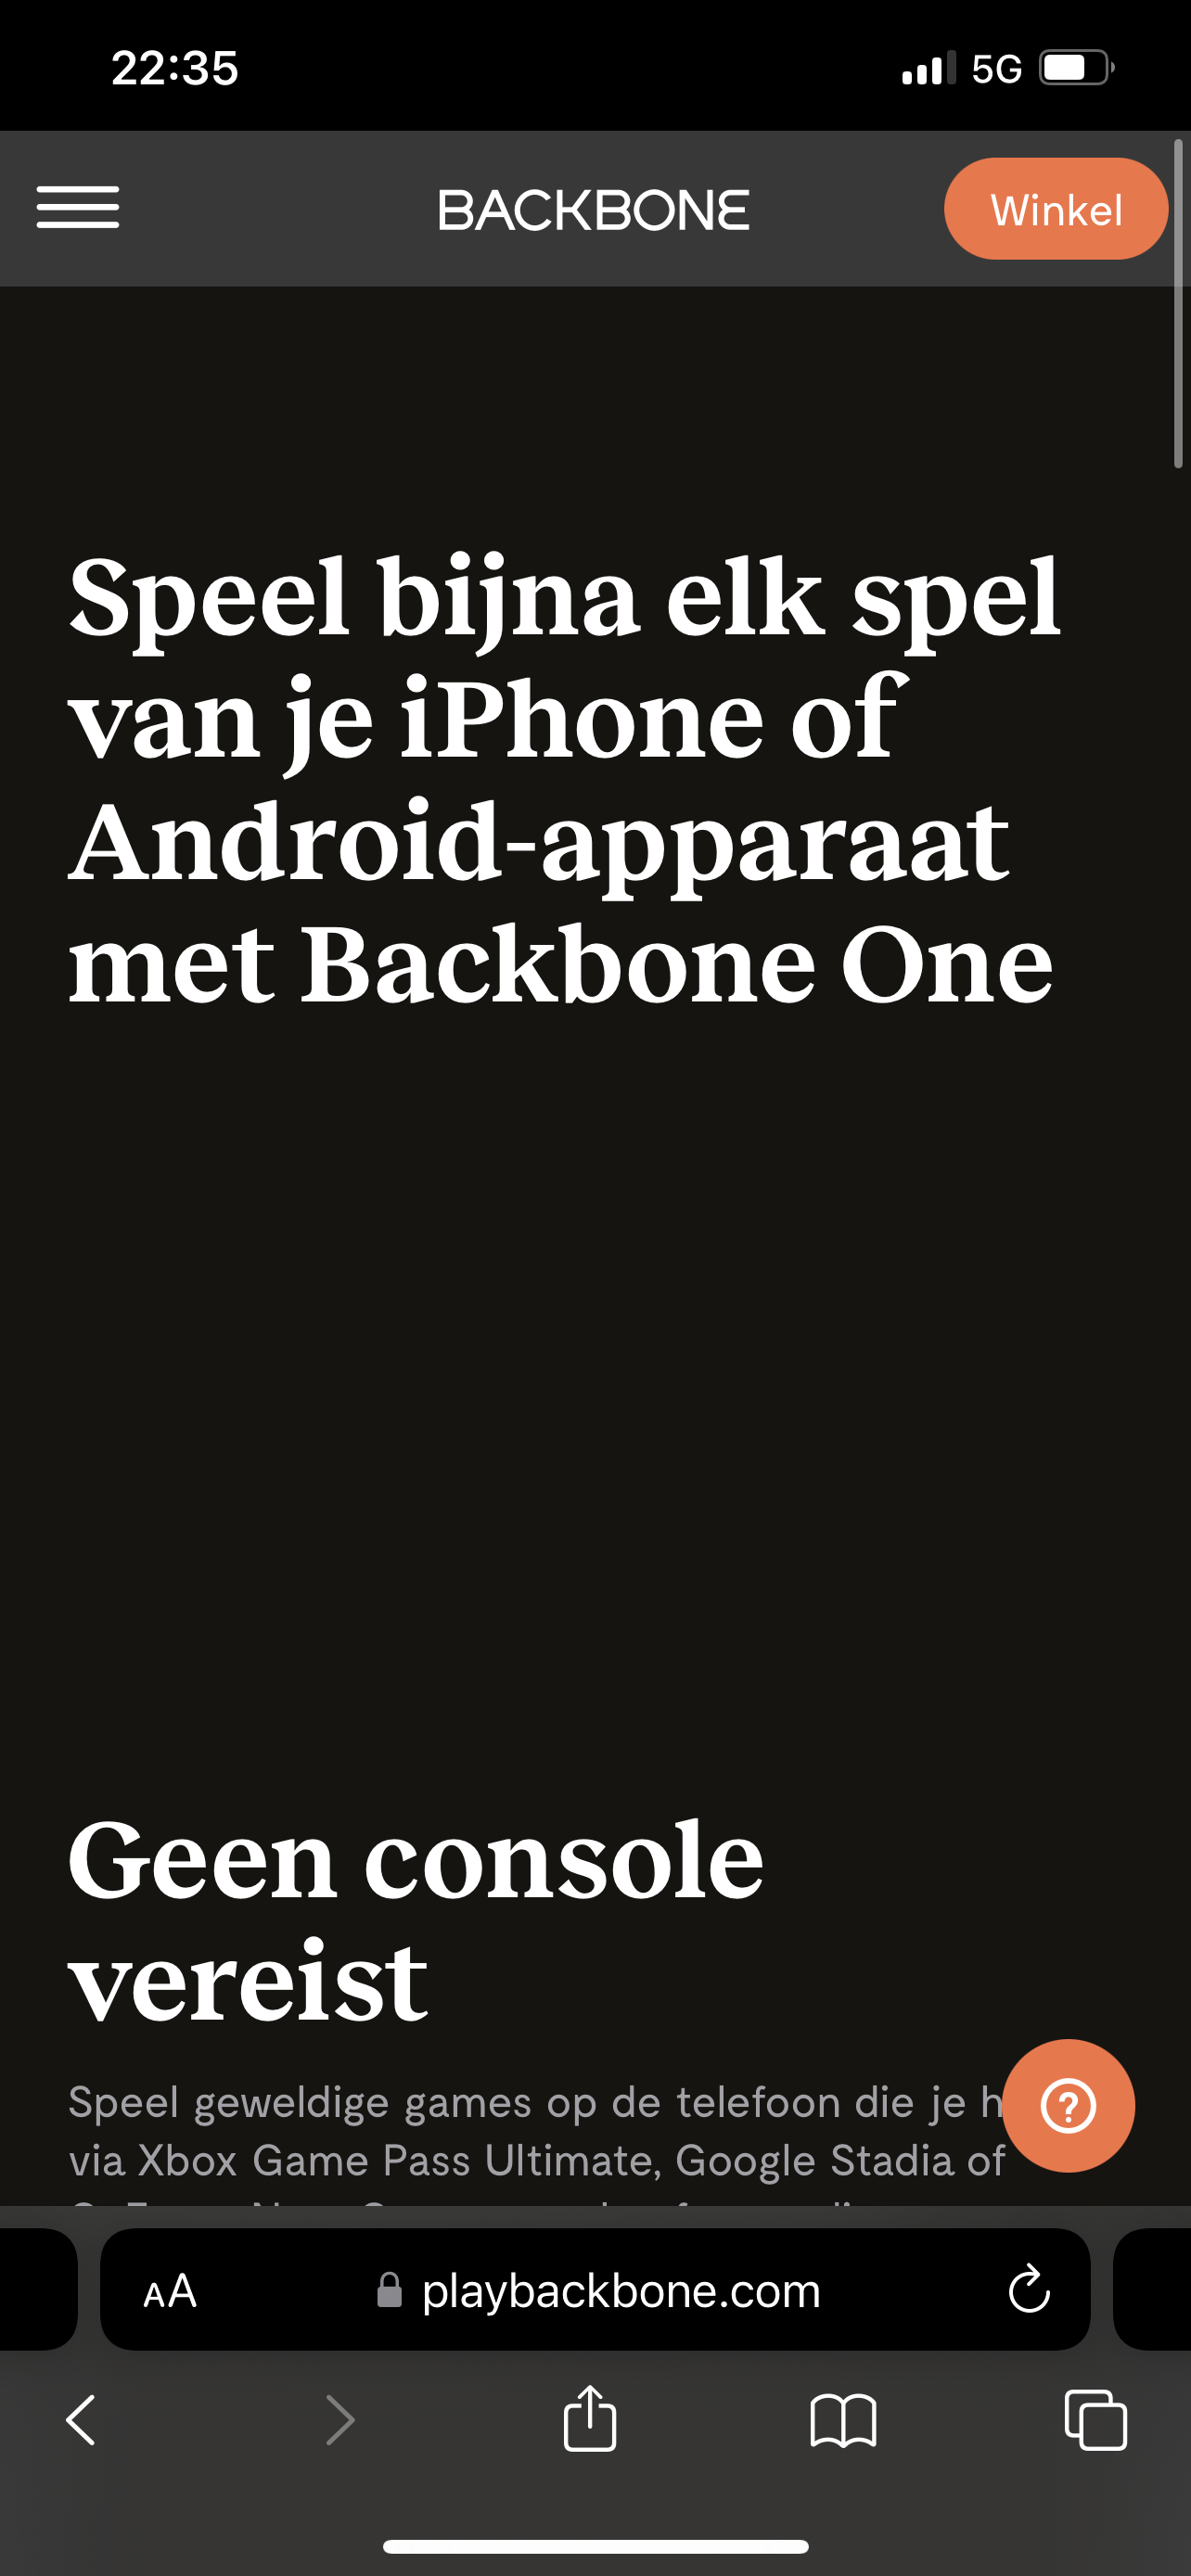 22:35
5G
BACKBONE
Winkel
Speel bijna elk spel
van je iPhone of
Android-apparaat
met Backbone One
Geen console
vereist
Speel geweldige games op de telefoon die je h
via Xbox Game Pass Ultimate, Google Stadia of
?
AA
playbackbone.com